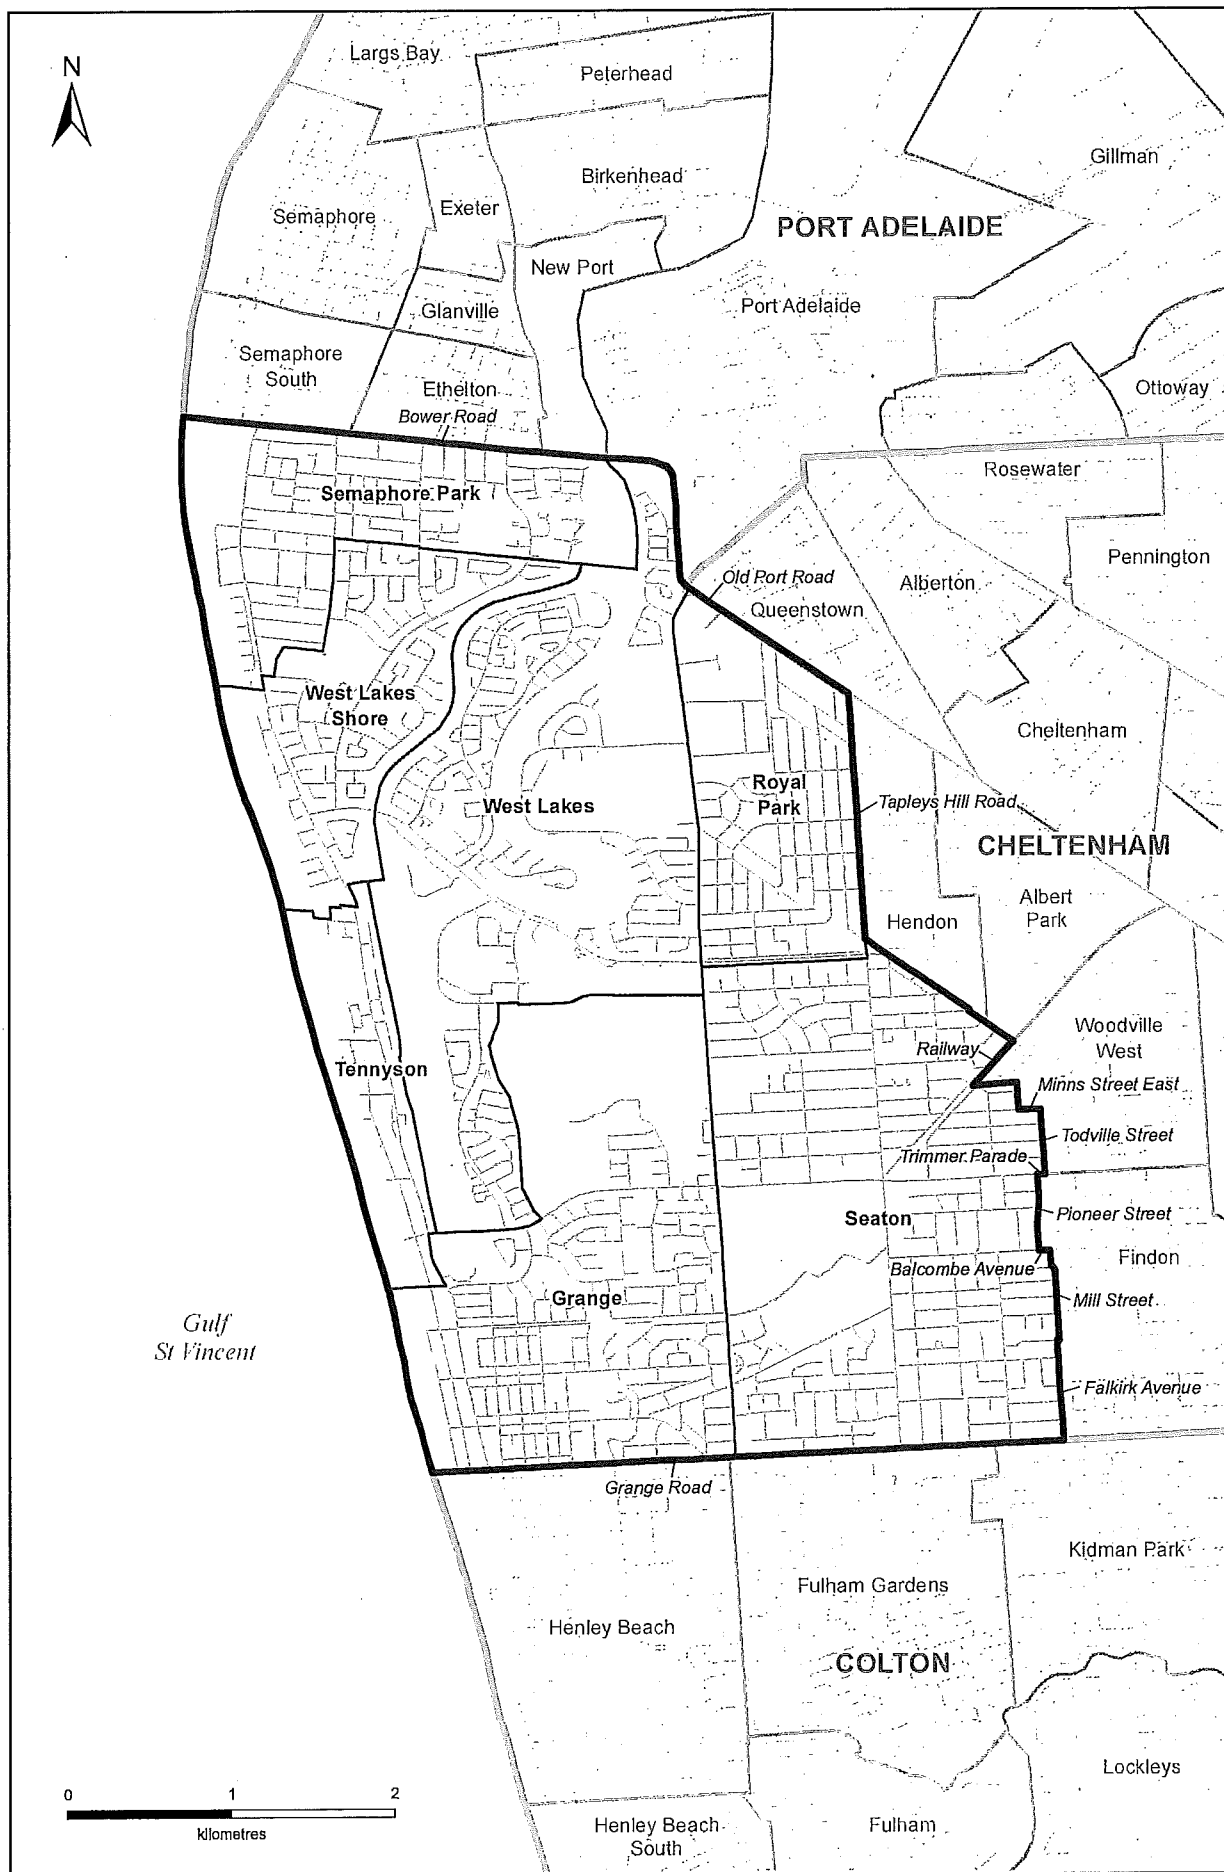 N
Largs Bay
Peterhead
Gillman
Birkenhead
Semaphore
Exeter
PORT ADELAIDE
New Port
Port Adelaide
Glanville
Semaphore
South
Ethelton
Bower Road
Ottoway
Rosewater
Semaphore Park
Pennington
Old Port Road
Alberton
Queenstown
West Lakes
Shore
Cheltenham
Royal
Park
West Lakes
Tapleys Hill Road
CHELTENHAM
Albert
Park
Hendon
Woodville
West
Railway
Tennyson
Minns Street East
Todville Street
Trimmer Parade
Seaton
Pioneer Street
Findon
Balcombe Avenue
Grange
Mill Street
Gulf
St Vincent
Falkirk Avenue
Grange Road
Kidman Park
Fulham Gardens
Henley Beach
COLTON
Lockleys
0 1 2
kilometres
Henley Beach
South
Fulham